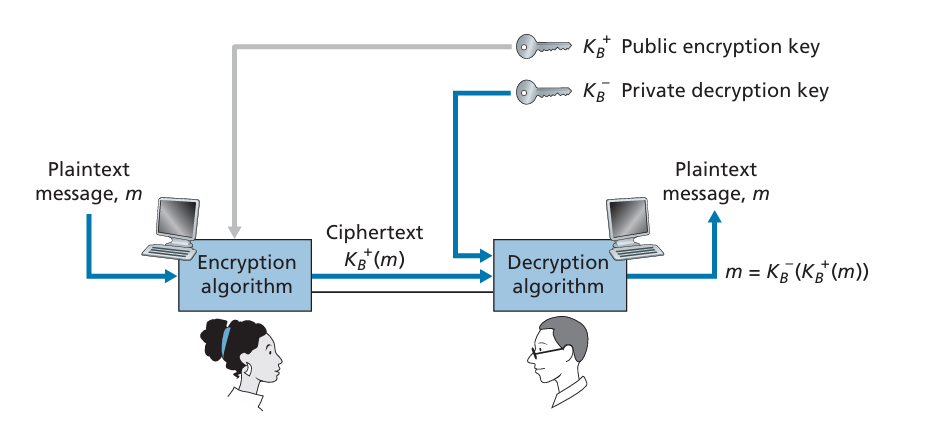 K_B^+ Public encryption key
K_B^- Private decryption key
Plaintext
message, m
Plaintext
message, m
Ciphertext
K_B^+(m)
Encryption
algorithm
Decryption
algorithm
m = K_B^-(K_B^+(m))